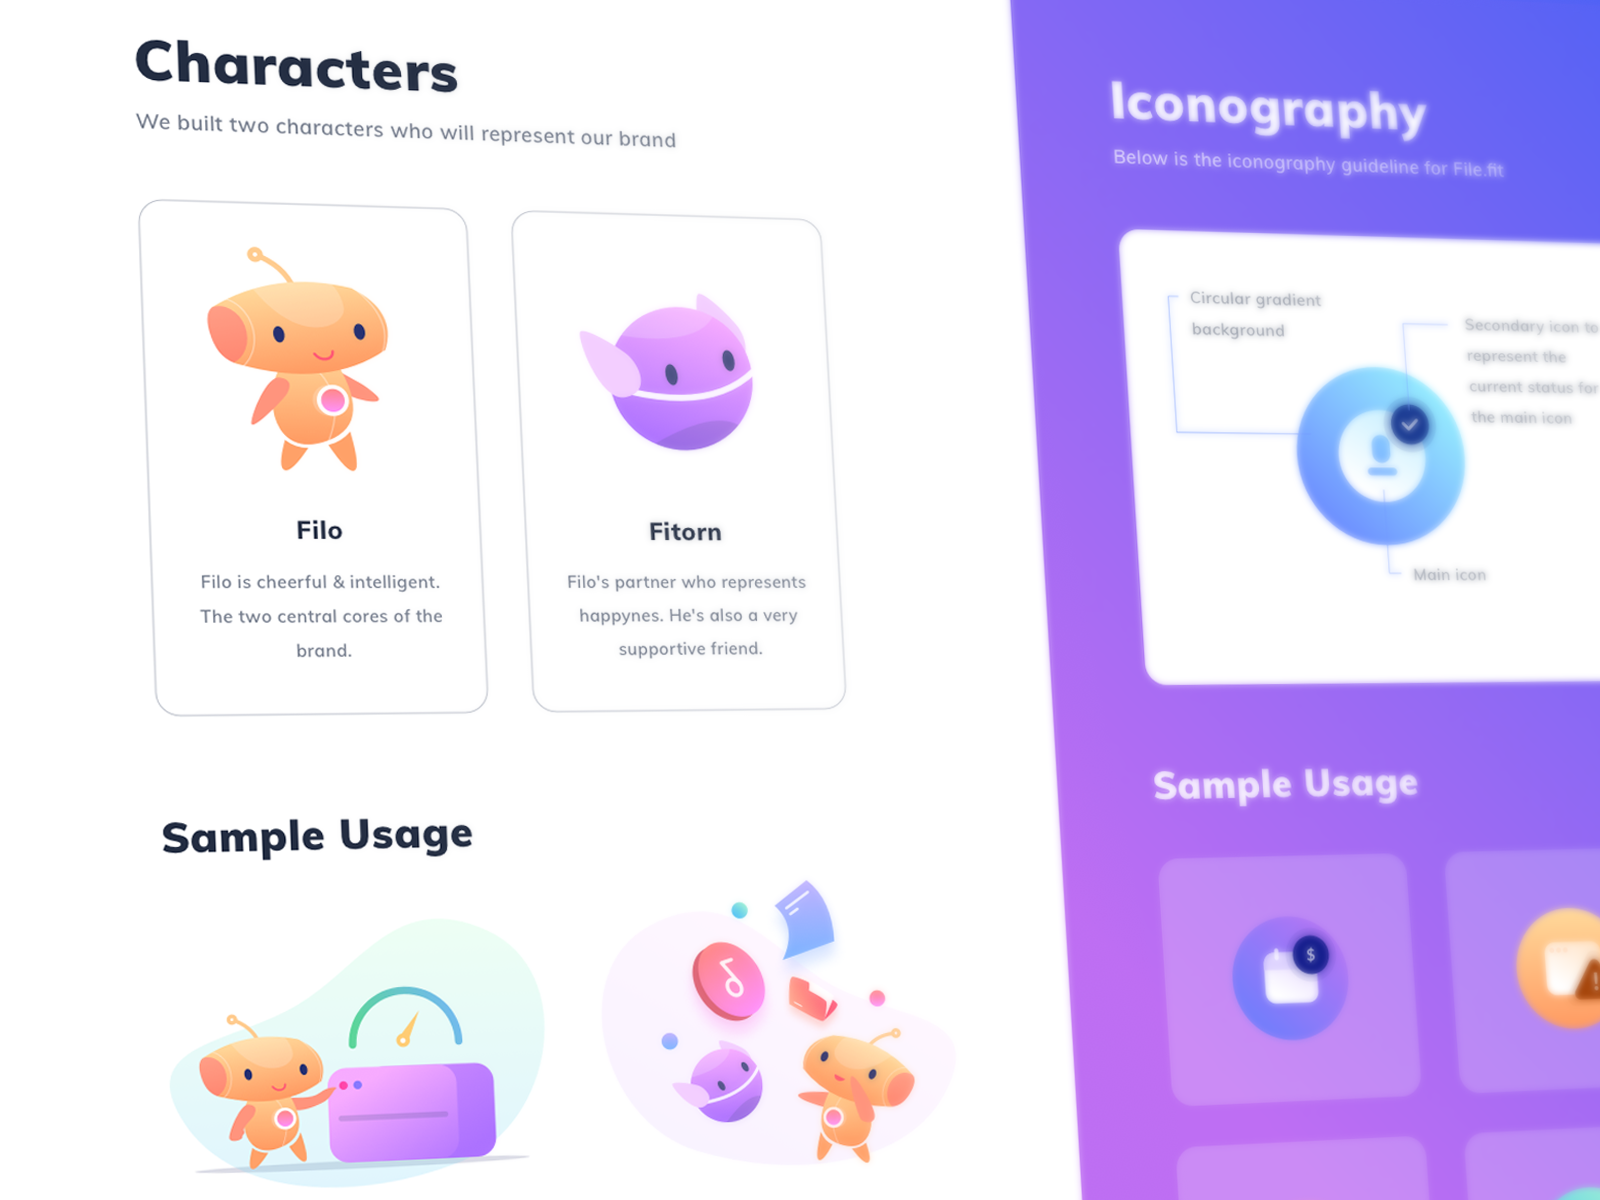 Characters
We built two characters who will represent our brand
Filo
Filo is cheerful & intelligent.
The two central cores of the
brand.
Fitorn
Filo's partner who represents
happynes. He's also a very
supportive friend.
Sample Usage
Iconography
Below is the iconography guideline for File.fit
Circular gradient
background
Secondary icon to
represent the
current status for
the main icon
Main icon
Sample Usage
$
!